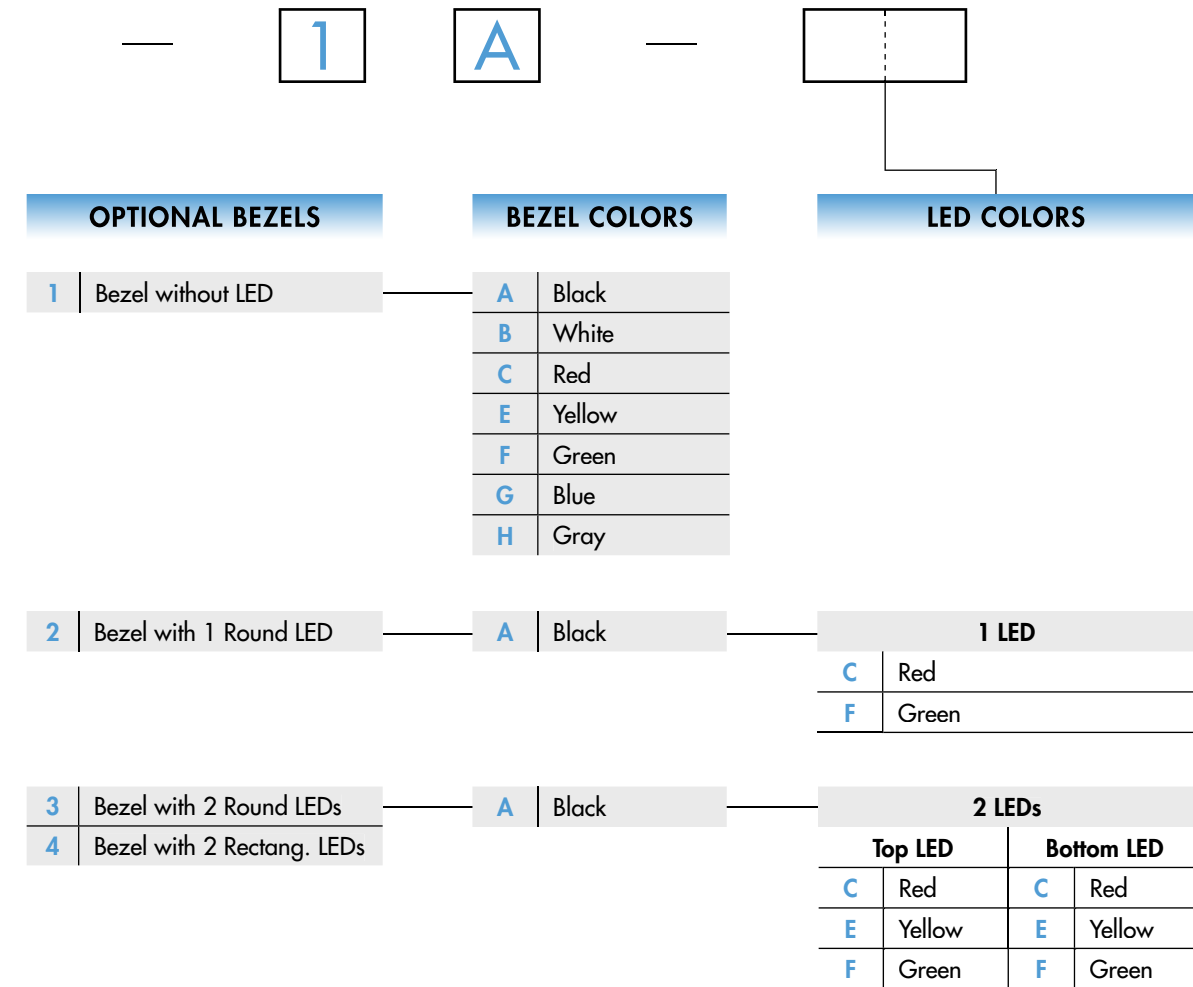 — 1 A —
OPTIONAL BEZELS BEZEL COLORS LED COLORS
1 Bezel without LED A Black
B White
C Red
E Yellow
F Green
G Blue
H Gray
2 Bezel with 1 Round LED A Black 1 LED
C Red
F Green
3 Bezel with 2 Round LEDs A Black 2 LEDs
4 Bezel with 2 Rectang. LEDs
Top LED Bottom LED
C Red C Red
E Yellow E Yellow
F Green F Green